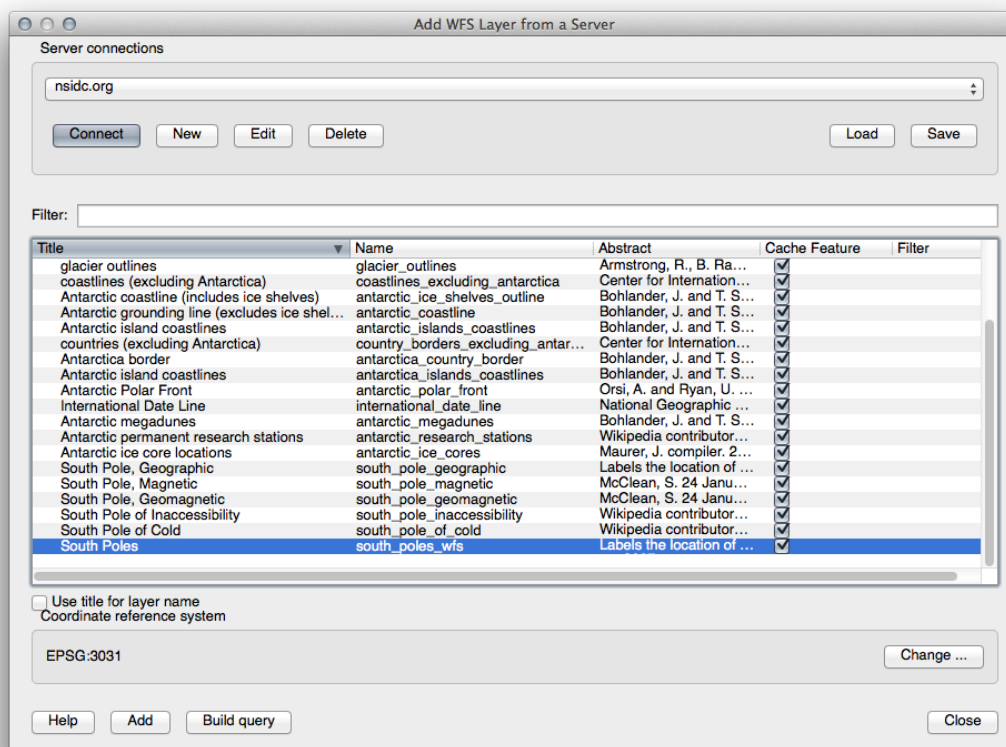 Add WFS Layer from a Server
Server connections
nsidc.org
Connect New Edit Delete Load Save
Filter:
Title Name Abstract Cache Feature Filter
glacier outlines glacier_outlines Armstrong, R., B. Ra...
coastlines (excluding Antarctica) coastlines_excluding_antarctica Center for Internation...
Antarctic coastline (includes ice shelves) antarctic_ice_shelves_outline Bohlander, J. and T. S...
Antarctic grounding line (excludes ice shel... antarctic_coastline Bohlander, J. and T. S...
Antarctic island coastlines antarctic_islands_coastlines Bohlander, J. and T. S...
countries (excluding Antarctica) country_borders_excluding_antar... Center for Internation...
Antarctica border antarctica_country_border Bohlander, J. and T. S...
Antarctic island coastlines antarctica_islands_coastlines Bohlander, J. and T. S...
Antarctic Polar Front antarctic_polar_front Orsi, A. and Ryan, U. ...
International Date Line international_date_line National Geographic ...
Antarctic megadunes antarctic_megadunes Bohlander, J. and T. S...
Antarctic permanent research stations antarctic_research_stations Wikipedia contributor...
Antarctic ice core locations antarctic_ice_cores Maurer, J. compiler. 2...
South Pole, Geographic south_pole_geographic Labels the location of ...
South Pole, Magnetic south_pole_magnetic McClean, S. 24 Janu...
South Pole, Geomagnetic south_pole_geomagnetic McClean, S. 24 Janu...
South Pole of Inaccessibility south_pole_inaccessibility Wikipedia contributor...
South Pole of Cold south_pole_of_cold Wikipedia contributor...
South Poles south_poles_wfs Labels the location of ...
Use title for layer name
Coordinate reference system
EPSG:3031 Change ...
Help Add Build query Close